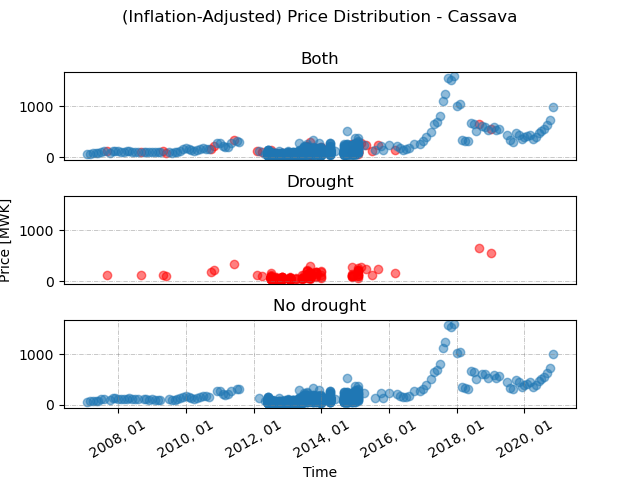 (Inflation-Adjusted) Price Distribution - Cassava
Both
1000
0
Drought
1000
0
Price [MWK]
No drought
1000
0
2008, 01
2010, 01
2012, 01
2014, 01
2016, 01
2018, 01
2020, 01
Time